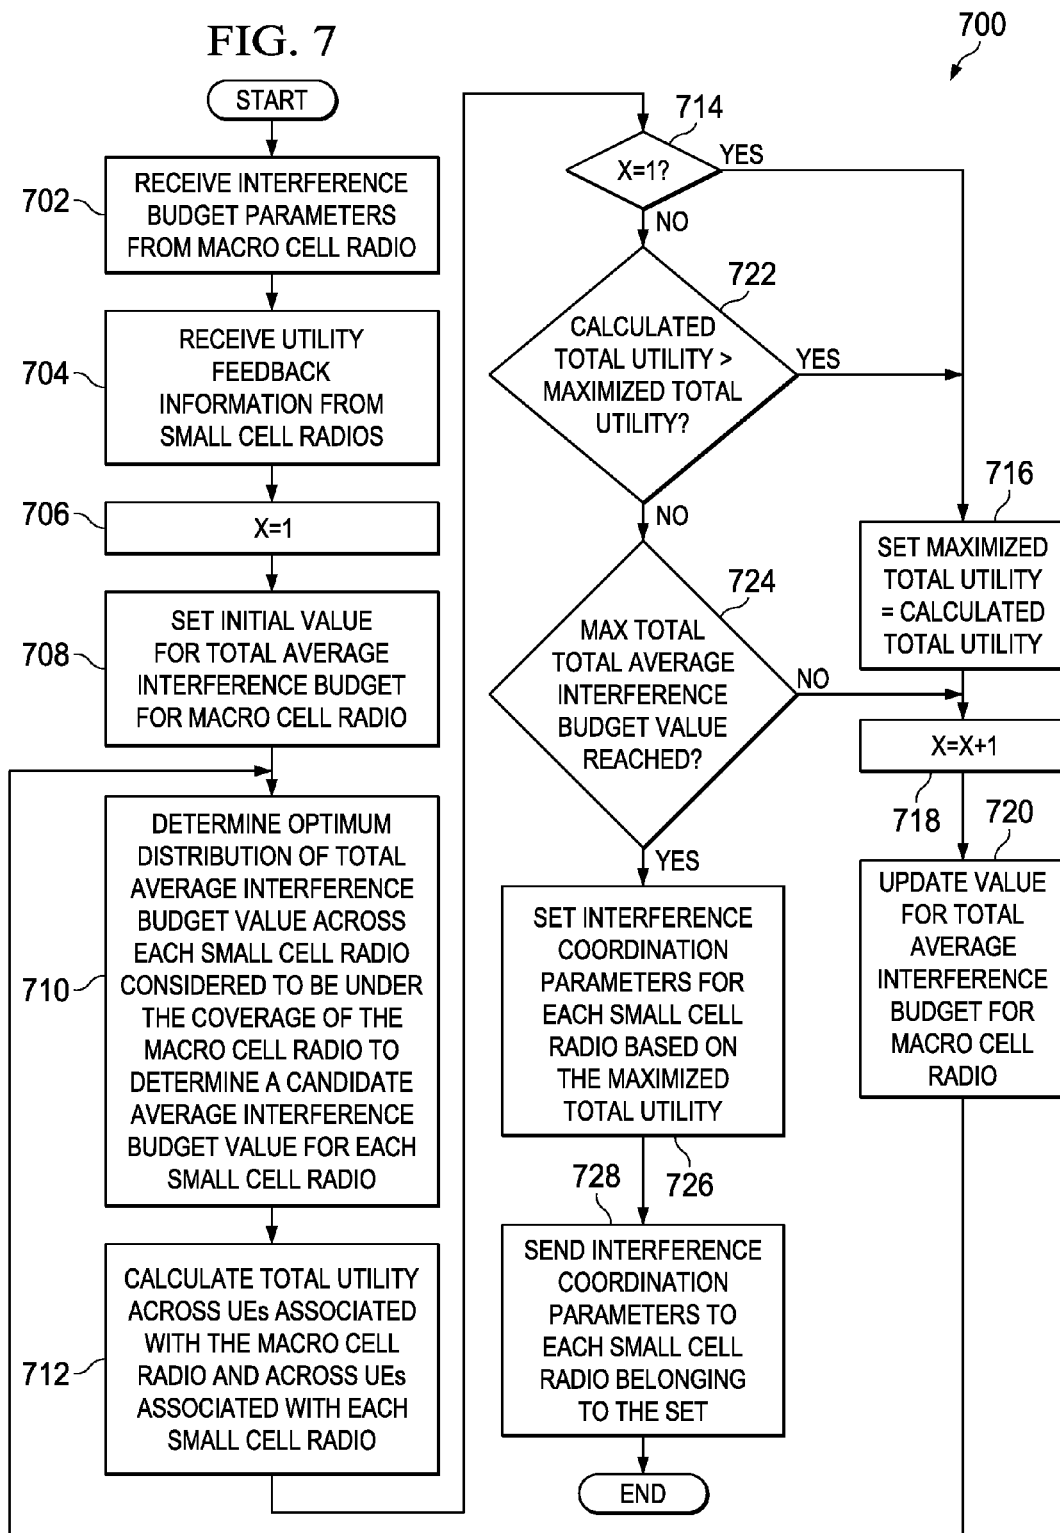 FIG. 7
700
START
702
RECEIVE INTERFERENCE
BUDGET PARAMETERS
FROM MACRO CELL RADIO
704
RECEIVE UTILITY
FEEDBACK
INFORMATION FROM
SMALL CELL RADIOS
706
X=1
708
SET INITIAL VALUE
FOR TOTAL AVERAGE
INTERFERENCE BUDGET
FOR MACRO CELL RADIO
710
DETERMINE OPTIMUM
DISTRIBUTION OF TOTAL
AVERAGE INTERFERENCE
BUDGET VALUE ACROSS
EACH SMALL CELL RADIO
CONSIDERED TO BE UNDER
THE COVERAGE OF THE
MACRO CELL RADIO TO
DETERMINE A CANDIDATE
AVERAGE INTERFERENCE
BUDGET VALUE FOR EACH
SMALL CELL RADIO
712
CALCULATE TOTAL UTILITY
ACROSS UEs ASSOCIATED
WITH THE MACRO CELL
RADIO AND ACROSS UEs
ASSOCIATED WITH EACH
SMALL CELL RADIO
714
X=1?
YES
NO
722
CALCULATED
TOTAL UTILITY >
MAXIMIZED TOTAL
UTILITY?
YES
NO
724
MAX TOTAL
TOTAL AVERAGE
INTERFERENCE
BUDGET VALUE
REACHED?
NO
YES
716
SET MAXIMIZED
TOTAL UTILITY
= CALCULATED
TOTAL UTILITY
X=X+1
718
720
UPDATE VALUE
FOR TOTAL
AVERAGE
INTERFERENCE
BUDGET FOR
MACRO CELL
RADIO
SET INTERFERENCE
COORDINATION
PARAMETERS FOR
EACH SMALL CELL
RADIO BASED ON
THE MAXIMIZED
TOTAL UTILITY
726
728
SEND INTERFERENCE
COORDINATION
PARAMETERS TO
EACH SMALL CELL
RADIO BELONGING
TO THE SET
END